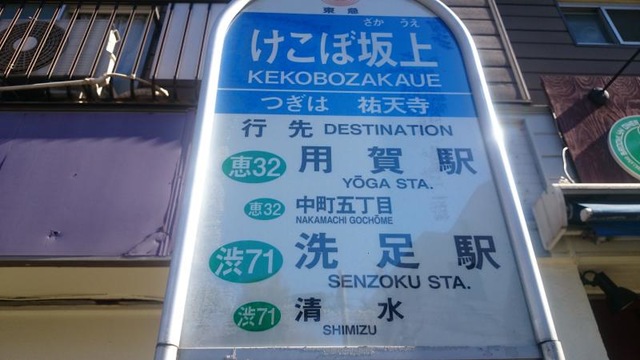 東急
さか うえ
けこぼ坂上
KEKOBOZAKAUE
つぎは 祐天寺
行先 DESTINATION
恵32 用賀駅
YŌGA STA.
恵32 中町五丁目
NAKAMACHI GOCHŌME
渋71 洗足駅
SENZOKU STA.
渋71 清水
SHIMIZU